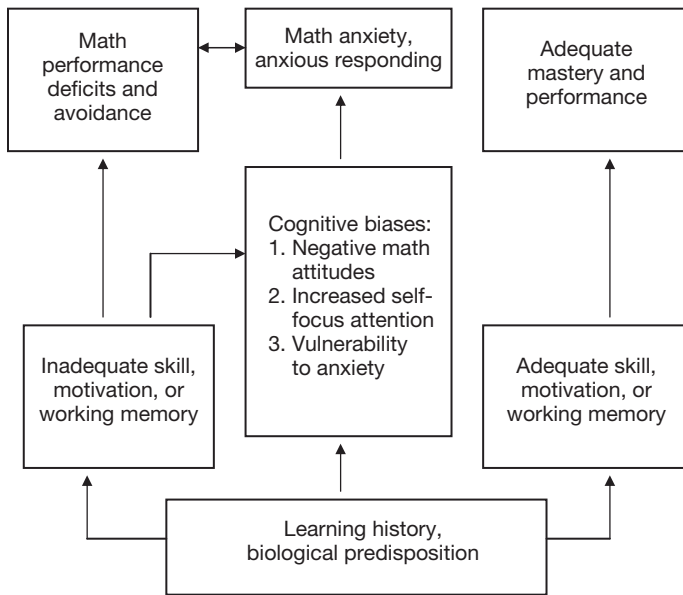 Math
performance
deficits and
avoidance
Math anxiety,
anxious responding
Adequate
mastery and
performance
Cognitive biases:
1. Negative math
attitudes
2. Increased self-
focus attention
3. Vulnerability
to anxiety
Inadequate skill,
motivation, or
working memory
Adequate skill,
motivation, or
working memory
Learning history,
biological predisposition